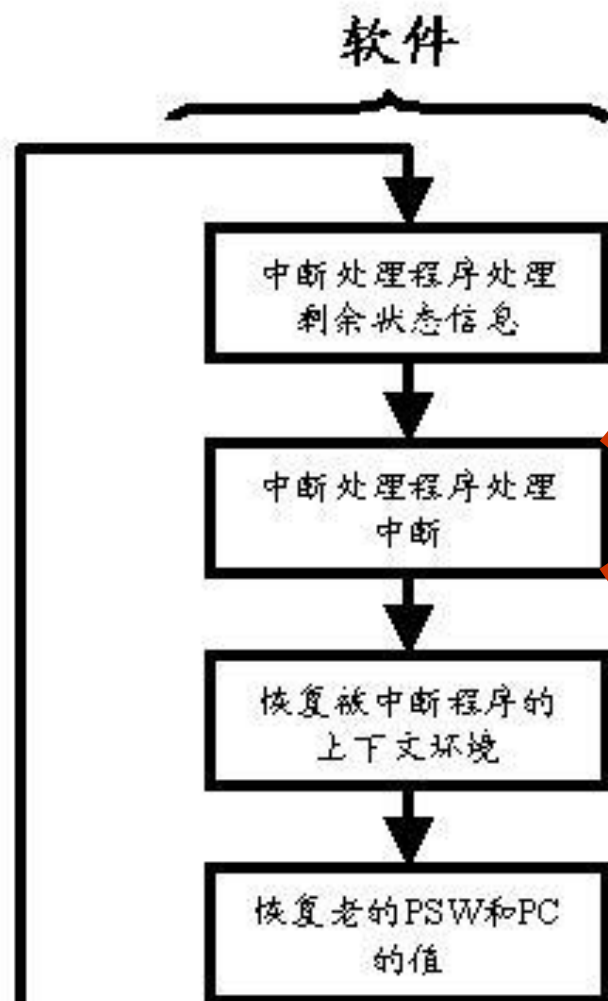 软件
中断处理程序处理
剩余状态信息
中断处理程序处理
中断
恢复被中断程序的
上下文环境
恢复老的PSW和PC
的值